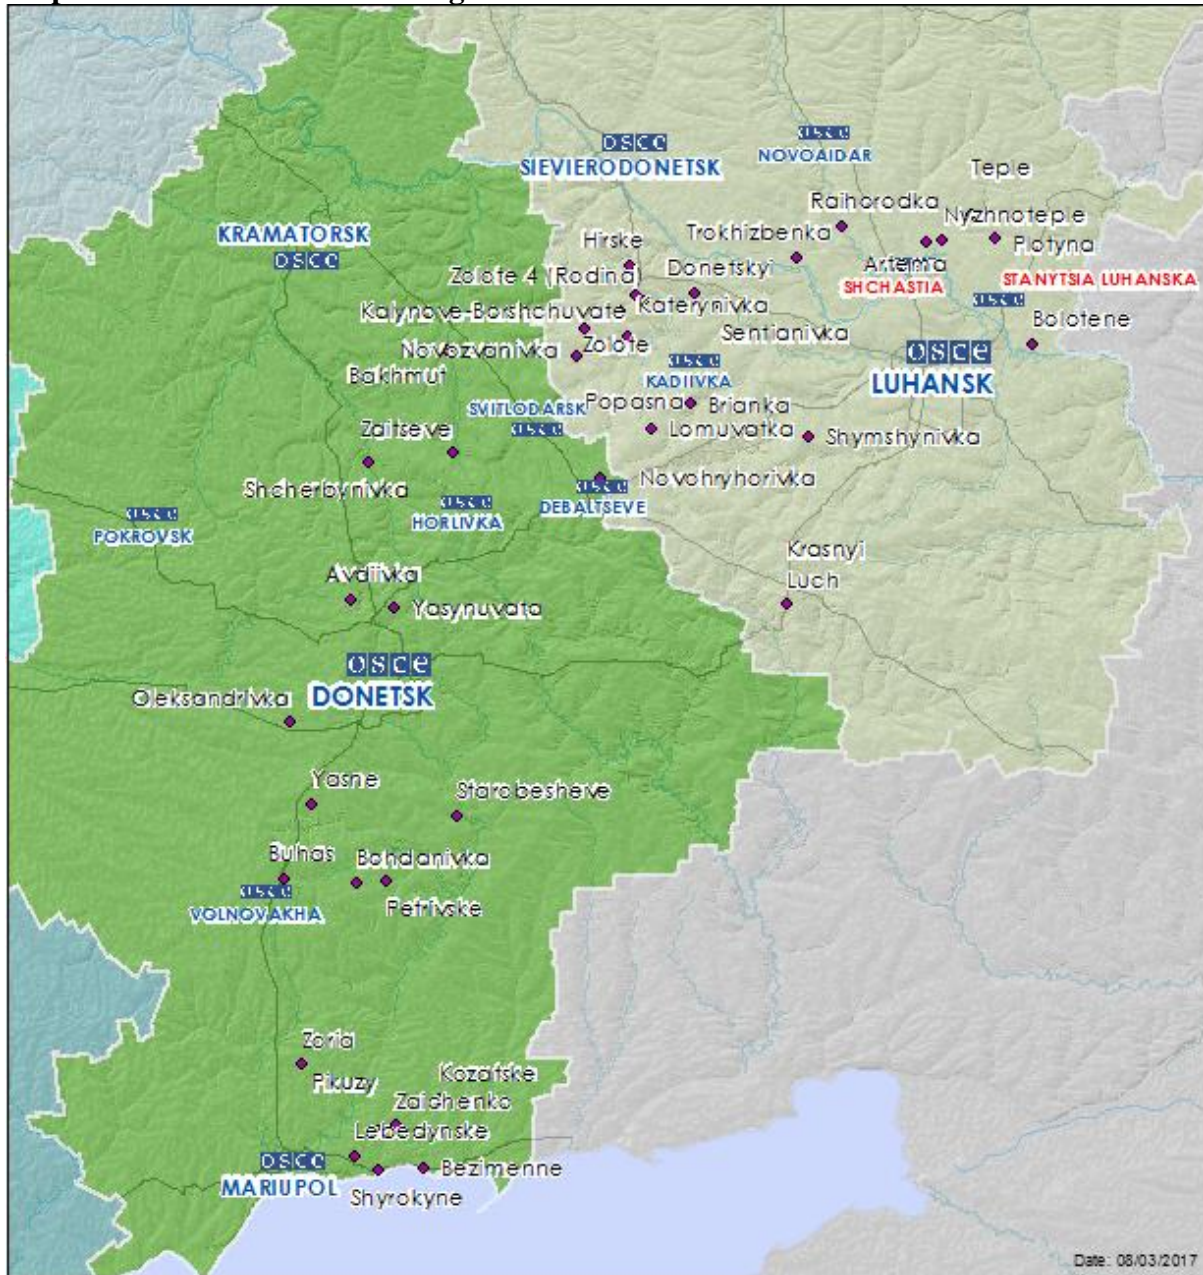 osce
SIEVIERODONETSK
osce
NOVOAIDAR
Teple
Raihorodka
Nyzhnoteple
KRAMATORSK
osce
Hirske
Trokhizbenka
Plotyna
Zolote 4 (Rodina)
Donetskyi
Artema
SHCHASTIA
STANYTSIA LUHANSKA
osce
Kalynove-Borshchuvate
Katerynivka
Bolotene
Novozvanivka
Zolote
Sentianivka
osce
LUHANSK
Bakhmut
osce
KADIIVKA
SVITLODARSK
osce
Popasna
Brianka
Zaitseve
Lomuvatka
Shymshynivka
Shcherbynivka
Novohryhorivka
osce
POKROVSK
osce
HORLIVKA
osce
DEBALTSEVE
Krasnyi
Luch
Avdiivka
Yasynuvata
osce
DONETSK
Oleksandrivka
Yasne
Starobesheve
Buhas
Bohdanivka
osce
VOLNOVAKHA
Petrivske
Zoria
Pikuzy
Kozatske
Zaichenko
Lebedynske
osce
MARIUPOL
Bezimenne
Shyrokyne
Date: 08/03/2017